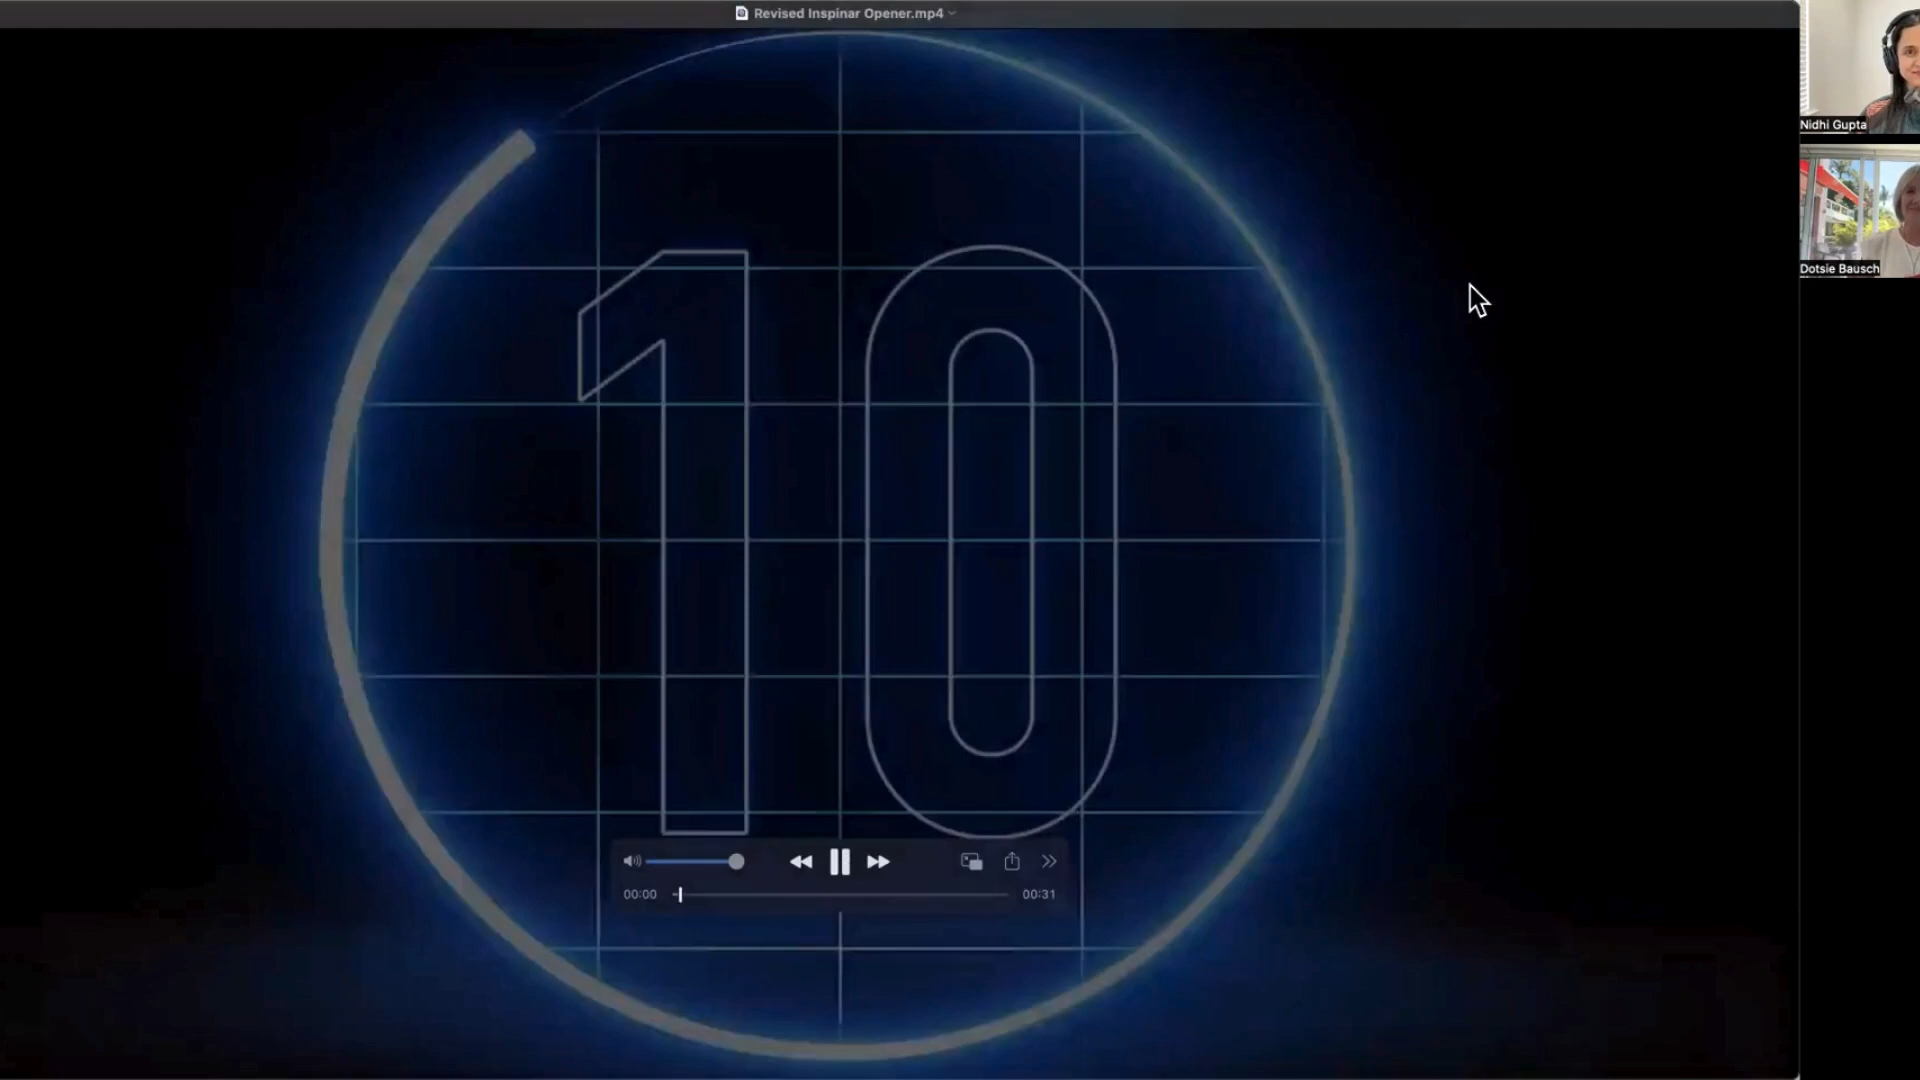 Revised Inspinar Opener.mp4
Nidhi Gupta
Dotsie Bausch
10
00:00
00:31